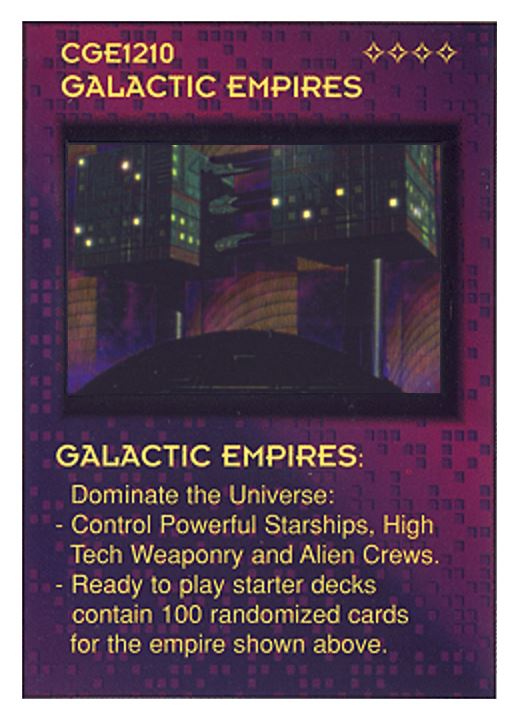 CGE1210
GALACTIC EMPIRES
GALACTIC EMPIRES:
Dominate the Universe:
- Control Powerful Starships, High
Tech Weaponry and Alien Crews.
- Ready to play starter decks
contain 100 randomized cards
for the empire shown above.